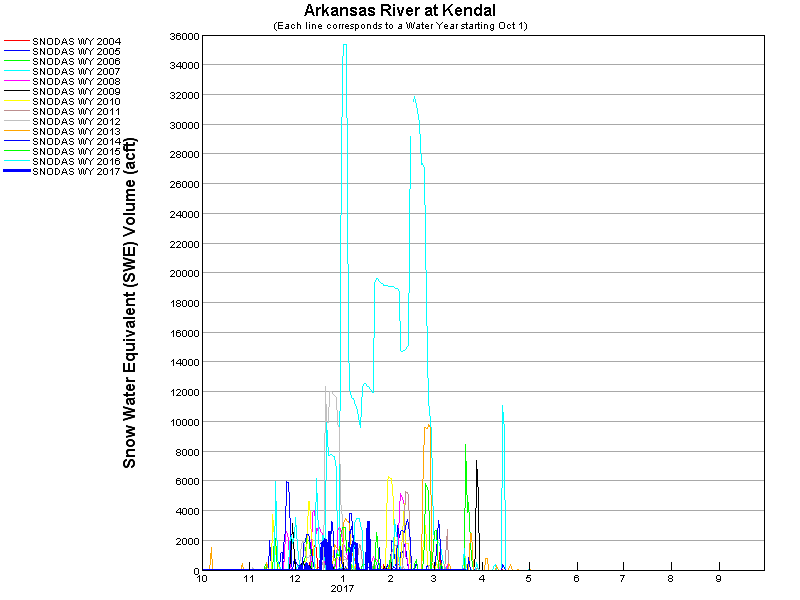 Arkansas River at Kendal
(Each line corresponds to a Water Year starting Oct 1)
SNODAS WY 2004
SNODAS WY 2005
SNODAS WY 2006
SNODAS WY 2007
SNODAS WY 2008
SNODAS WY 2009
SNODAS WY 2010
SNODAS WY 2011
SNODAS WY 2012
SNODAS WY 2013
SNODAS WY 2014
SNODAS WY 2015
SNODAS WY 2016
SNODAS WY 2017
Snow Water Equivalent (SWE) Volume (acft)
36000
34000
32000
30000
28000
26000
24000
22000
20000
18000
16000
14000
12000
10000
8000
6000
4000
2000
0
10 11 12 1 2 3 4 5 6 7 8 9
2017